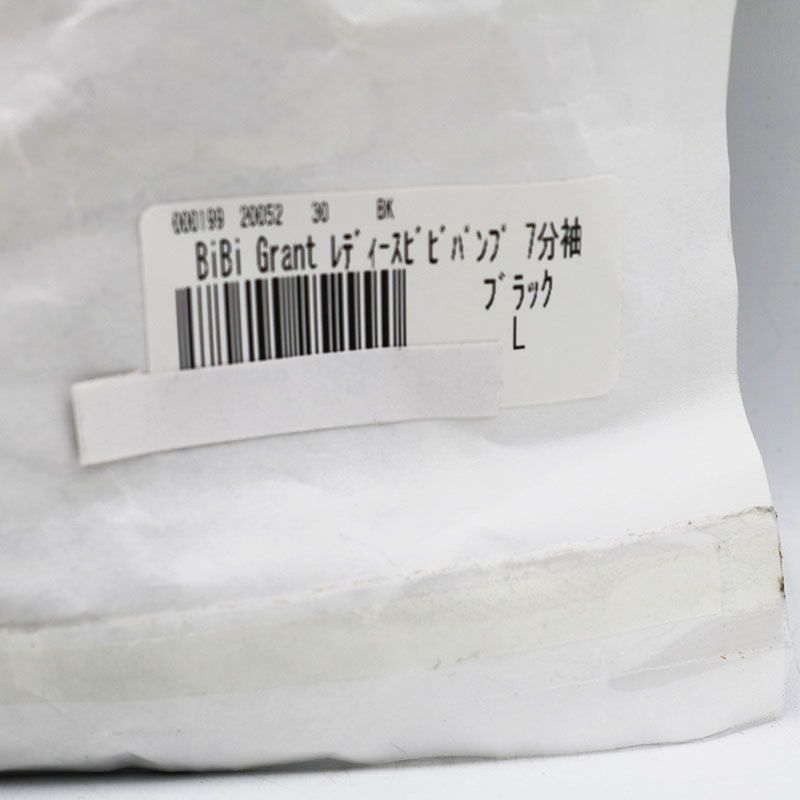 000199 20052 30 BK
BiBi Grant ﾚﾃﾞｨｰｽﾋﾞﾋﾞﾊﾞﾝﾌﾟ 7分袖
ﾌﾞﾗｯｸ
L